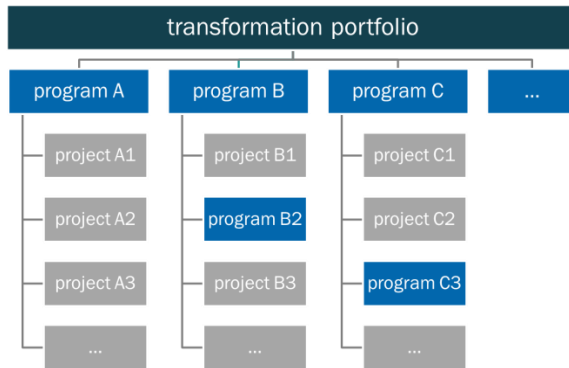 transformation portfolio
program A
program B
program C
...
project A1
project B1
project C1
project A2
program B2
project C2
project A3
project B3
program C3
...
...
...